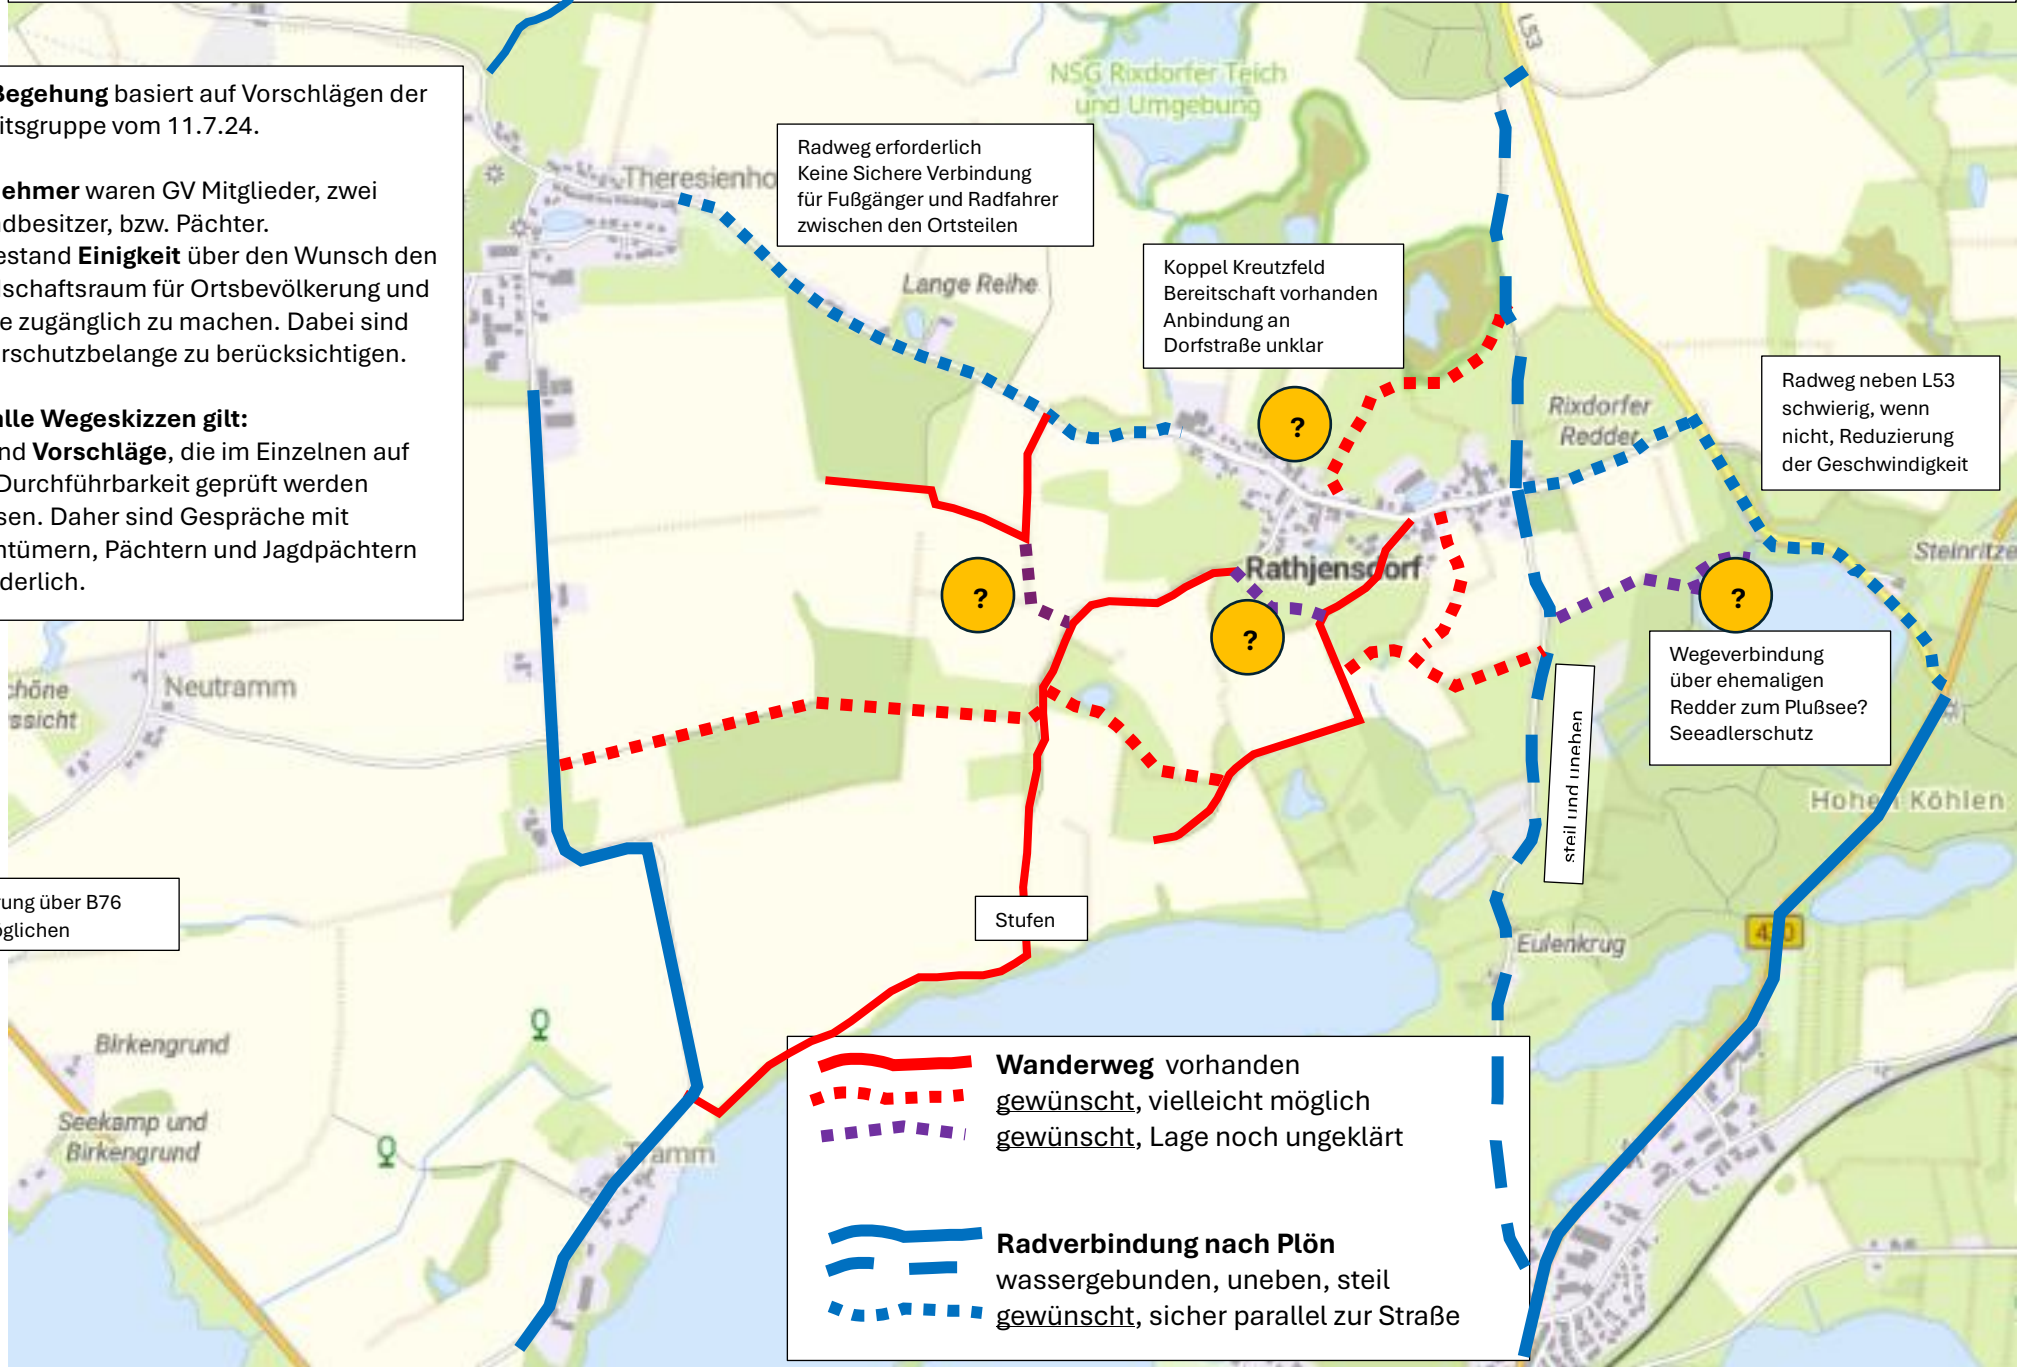 Begehung basiert auf Vorschlägen der
itsgruppe vom 11.7.24.
ehmer waren GV Mitglieder, zwei
dbesitzer, bzw. Pächter.
estand Einigkeit über den Wunsch den
schaftsraum für Ortsbevölkerung und
e zugänglich zu machen. Dabei sind
rschutzbelange zu berücksichtigen.
alle Wegeskizzen gilt:
nd Vorschläge, die im Einzelnen auf
Durchführbarkeit geprüft werden
sen. Daher sind Gespräche mit
ntümern, Pächtern und Jagdpächtern
derlich.
L53
NSG Rixdorfer Teich
und Umgebung
Theresienho
Radweg erforderlich
Keine Sichere Verbindung
für Fußgänger und Radfahrer
zwischen den Ortsteilen
Lange Reihe
Koppel Kreutzfeld
Bereitschaft vorhanden
Anbindung an
Dorfstraße unklar
Rixdorfer
Redder
Radweg neben L53
schwierig, wenn
nicht, Reduzierung
der Geschwindigkeit
?
?
?
?
Rathjensdorf
Steinritze
Wegeverbindung
über ehemaligen
Redder zum Plußsee?
Seeadlerschutz
steil und uneben
Hohen Köhlen
chöne
ssicht
Neutramm
rung über B76
öglichen
Stufen
Eulenkrug
430
Birkengrund
Seekamp und
Birkengrund
Tramm
Wanderweg vorhanden
gewünscht, vielleicht möglich
gewünscht, Lage noch ungeklärt
Radverbindung nach Plön
wassergebunden, uneben, steil
gewünscht, sicher parallel zur Straße